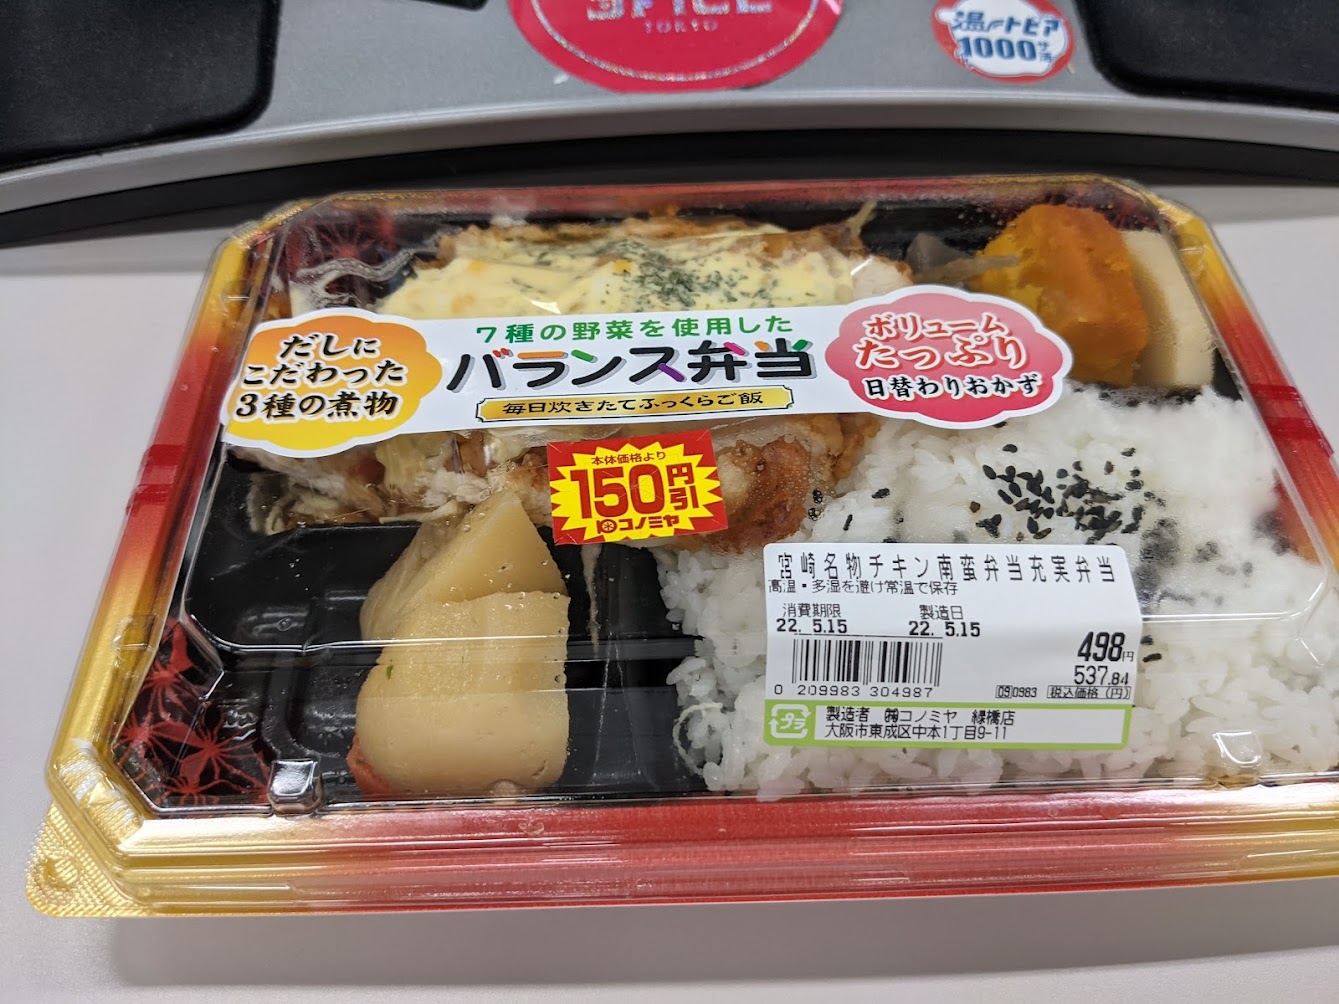 TOKYO
温泉トピア
1000
だしに
こだわった
3種の煮物
7種の野菜を使用した
バランス弁当
毎日炊きたてふっくらご飯
ボリューム
たっぷり
日替わりおかず
本体価格より
150円引
コノミヤ
宮崎名物チキン南蛮弁当充実弁当
高温・多湿を避け常温で保存
消費期限 製造日
22. 5.15 22. 5.15
498円
537.84
0 209983 304987
(09)0983 税込価格(円)
プラ
製造者 ㈱コノミヤ 緑橋店
大阪市東成区中本1丁目9-11